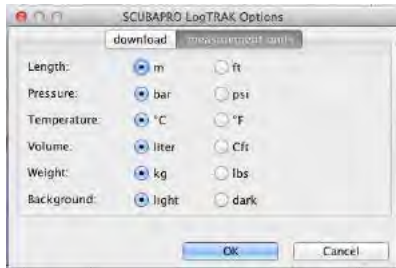 SCUBAPRO LogTRAK Options
download measurement units
Length: m ft
Pressure: bar psi
Temperature: °C °F
Volume: liter Cft
Weight: kg lbs
Background: light dark
OK Cancel